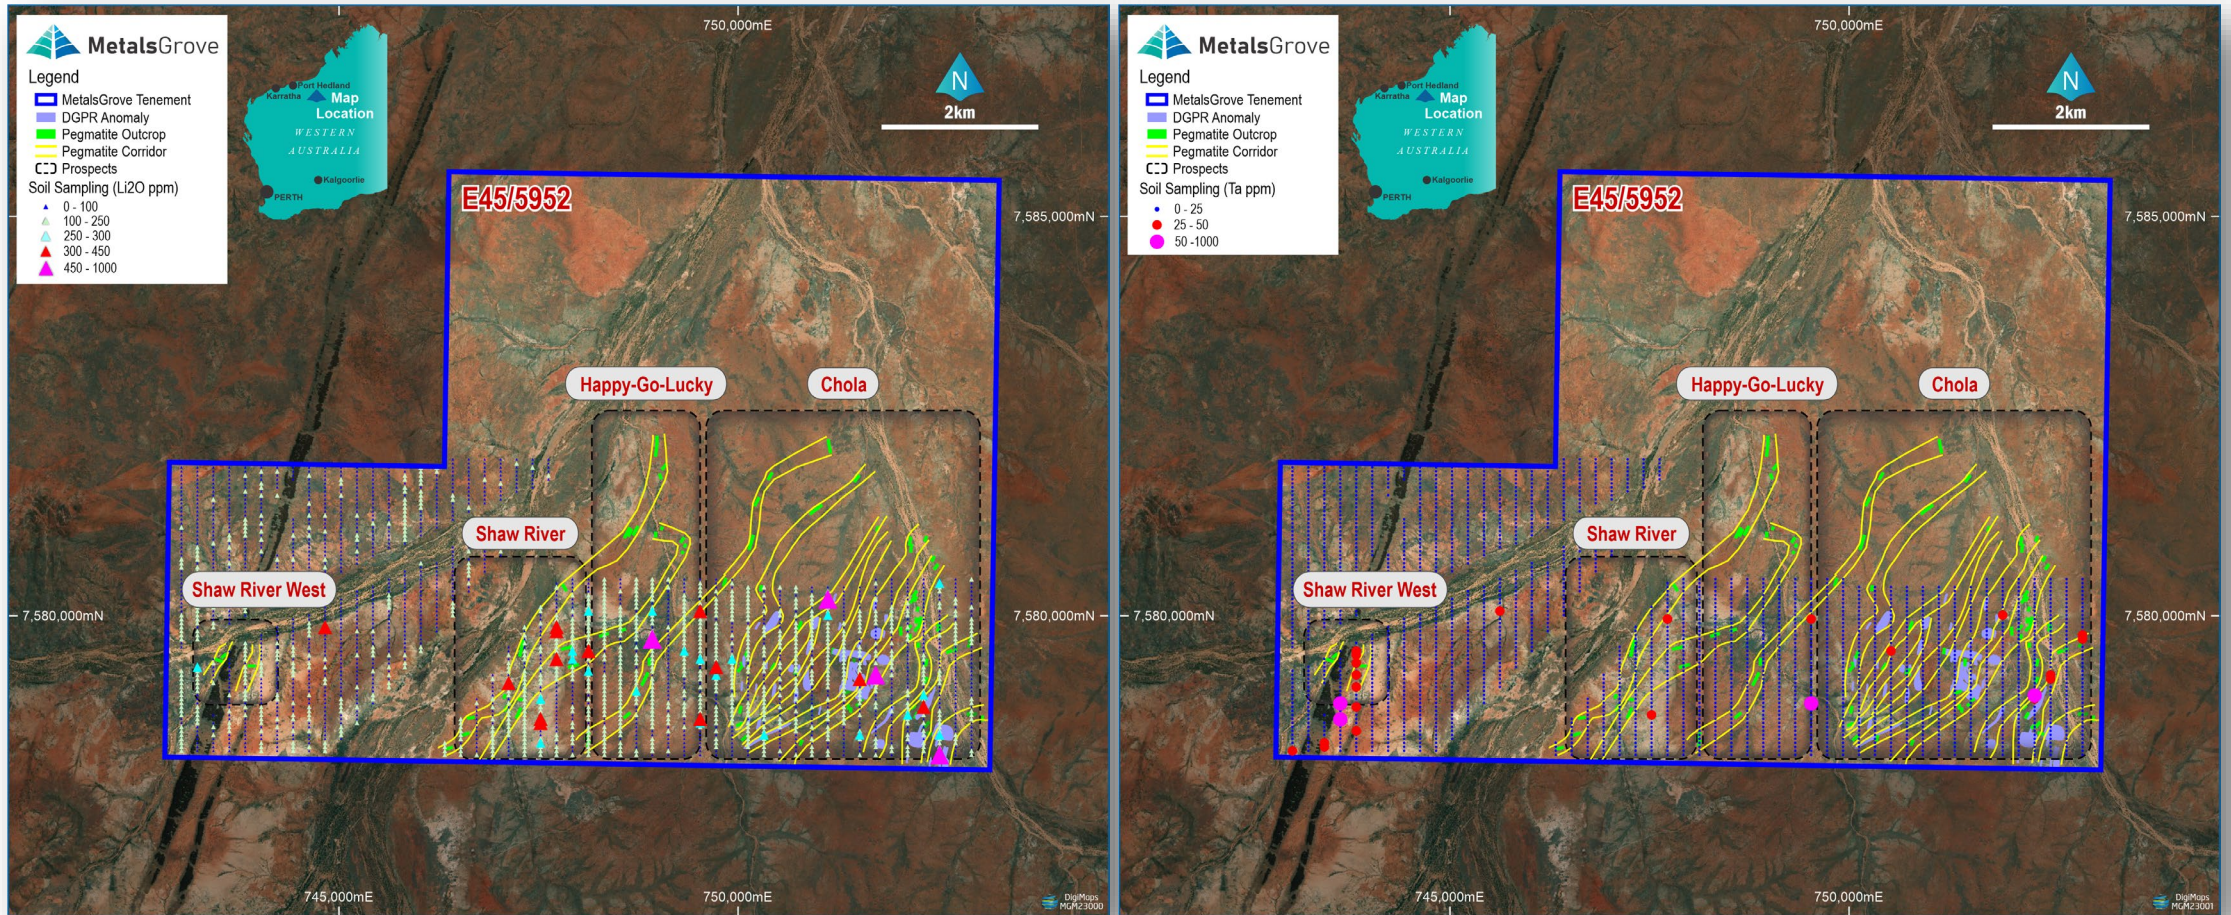 MetalsGrove
Legend
MetalsGrove Tenement
DGPR Anomaly
Pegmatite Outcrop
Pegmatite Corridor
Prospects
Soil Sampling (Li2O ppm)
0 - 100
100 - 250
250 - 300
300 - 450
450 - 1000
Port Hedland
Karratha
Map
Location
WESTERN
AUSTRALIA
Kalgoorlie
PERTH
750,000mE
N
2km
E45/5952
7,585,000mN
Happy-Go-Lucky
Chola
Shaw River
Shaw River West
7,580,000mN
7,580,000mN
745,000mE
750,000mE
DigiMaps
MGM23000
MetalsGrove
Legend
MetalsGrove Tenement
DGPR Anomaly
Pegmatite Outcrop
Pegmatite Corridor
Prospects
Soil Sampling (Ta ppm)
0 - 25
25 - 50
50 -1000
Port Hedland
Karratha
Map
Location
WESTERN
AUSTRALIA
Kalgoorlie
PERTH
750,000mE
N
2km
E45/5952
7,585,000mN
Happy-Go-Lucky
Chola
Shaw River
Shaw River West
7,580,000mN
7,580,000mN
745,000mE
750,000mE
DigiMaps
MGM23001